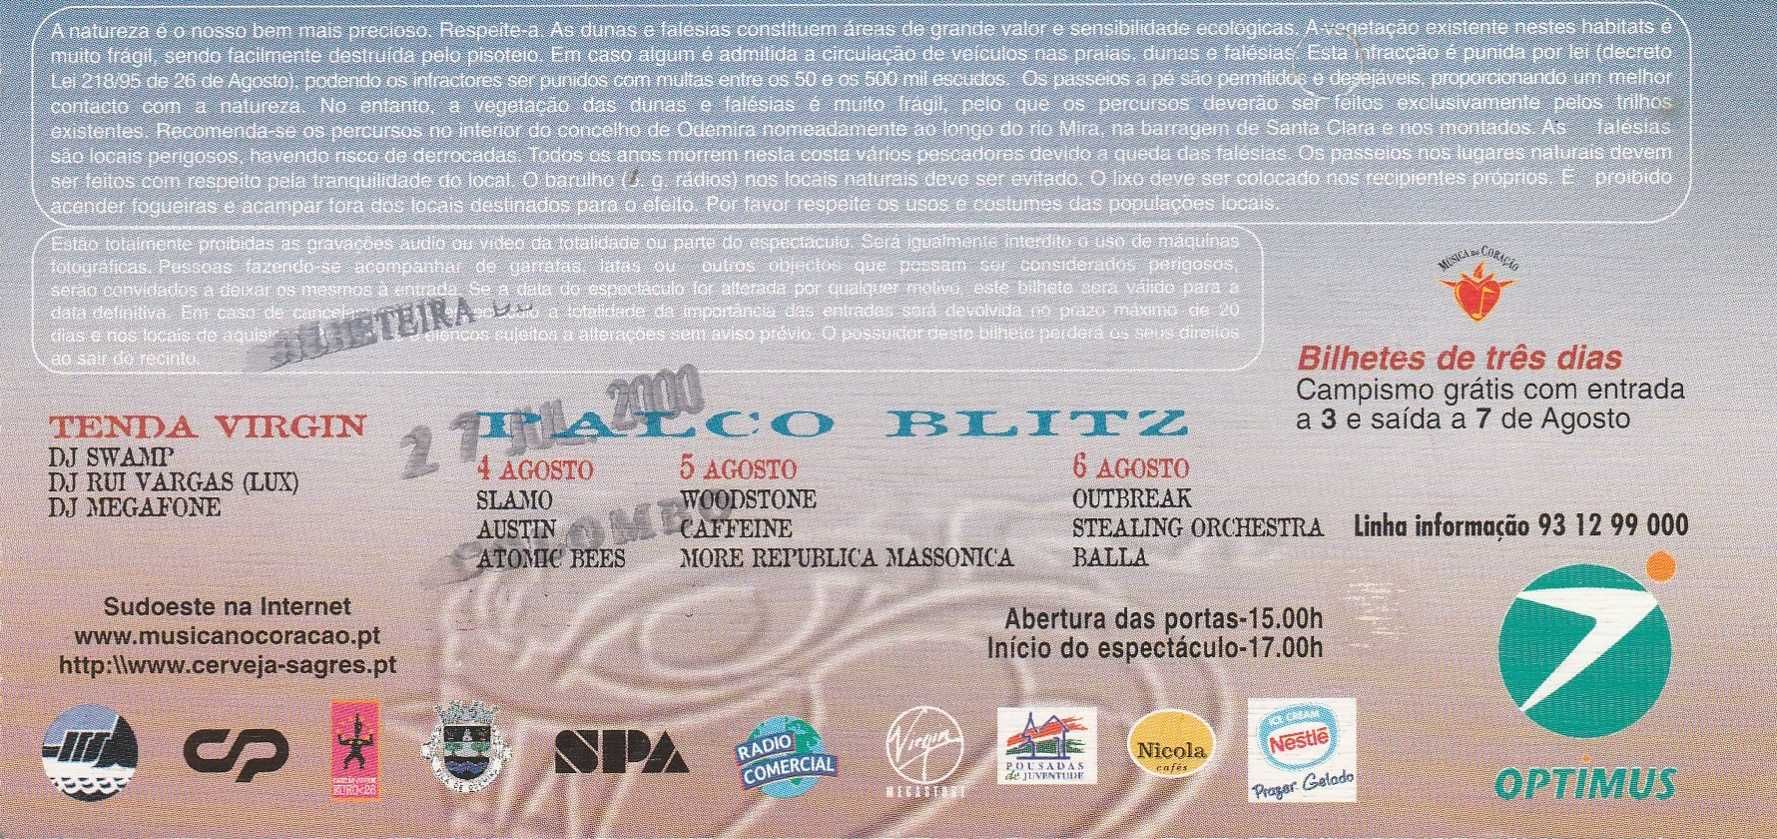 A natureza é o nosso bem mais precioso. Respeite-a. As dunas e falésias constituem áreas de grande valor e sensibilidade ecológicas. A vegetação existente nestes habitats é
muito frágil, sendo facilmente destruída pelo pisoteio. Em caso algum é admitida a circulação de veículos nas praias, dunas e falésias. Esta infracção é punida por lei (decreto
Lei 218/95 de 26 de Agosto), podendo os infractores ser punidos com multas entre os 50 e os 500 mil escudos. Os passeios a pé são permitidos e desejáveis, proporcionando um melhor
contacto com a natureza. No entanto, a vegetação das dunas e falésias é muito frágil, pelo que os percursos deverão ser feitos exclusivamente pelos trilhos
existentes. Recomenda-se os percursos no interior do concelho de Odemira nomeadamente ao longo do rio Mira, na barragem de Santa Clara e nos montados. As falésias
são locais perigosos, havendo risco de derrocadas. Todos os anos morrem nesta costa vários pescadores devido a queda das falésias. Os passeios nos lugares naturais devem
ser feitos com respeito pela tranquilidade do local. O barulho ( . g. rádios) nos locais naturais deve ser evitado. O lixo deve ser colocado nos recipientes próprios. É proibido
acender fogueiras e acampar fora dos locais destinados para o efeito. Por favor respeite os usos e costumes das populações locais.
Estão totalmente proibidas as gravações audio ou video da totalidade ou parte do espectáculo. Será igualmente interdito o uso de máquinas
fotográficas. Pessoas fazendo-se acompanhar de garrafas, latas ou outros objectos que possam ser considerados perigosos,
serão convidados a deixar os mesmos à entrada. Se a data do espectáculo for alterada por qualquer motivo, este bilhete será válido para a
data definitiva. Em caso de a totalidade da importância das entradas será devolvida no prazo máximo de 20
dias e nos locais de elencos sujeitos a alterações sem aviso prévio. O possuidor deste bilhete perderá os seus direitos
ao sair do recinto.
BILHETEIRA
27 JUL. 2000
MÚSICA NO CORAÇÃO
Bilhetes de três dias
Campismo grátis com entrada
a 3 e saída a 7 de Agosto
TENDA VIRGIN
DJ SWAMP
DJ RUI VARGAS (LUX)
DJ MEGAFONE
PALCO BLITZ
4 AGOSTO
SLAMO
AUSTIN
ATOMIC BEES
5 AGOSTO
WOODSTONE
CAFFEINE
MORE REPUBLICA MASSONICA
6 AGOSTO
OUTBREAK
STEALING ORCHESTRA
BALLA
Linha informação 93 12 99 000
Sudoeste na Internet
www.musicanocoracao.pt
http:\\www.cerveja-sagres.pt
Abertura das portas-15.00h
Início do espectáculo-17.00h
CP
CARTÃO JOVEM
EURO<26
SPA
RADIO
COMERCIAL
Virgin
MEGASTORE
POUSADAS
de JUVENTUDE
Nicola
cafés
ICE CREAM
Nestlé
Prazer Gelado
OPTIMUS